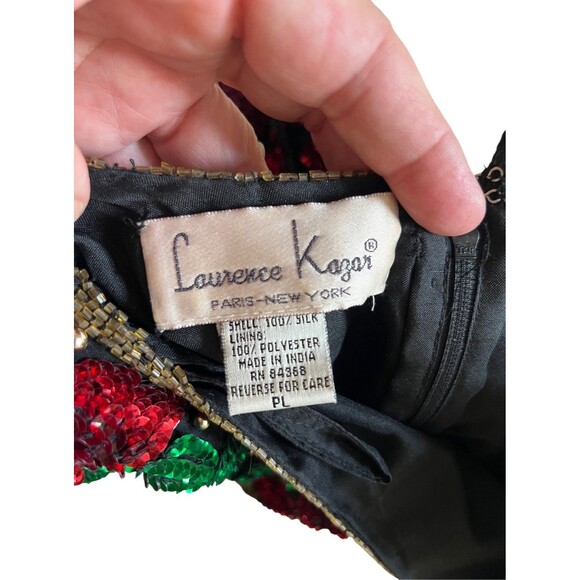 Laurence Kazar®
PARIS-NEW YORK
SHELL: 100% SILK
LINING:
100% POLYESTER
MADE IN INDIA
RN 84368
REVERSE FOR CARE
PL